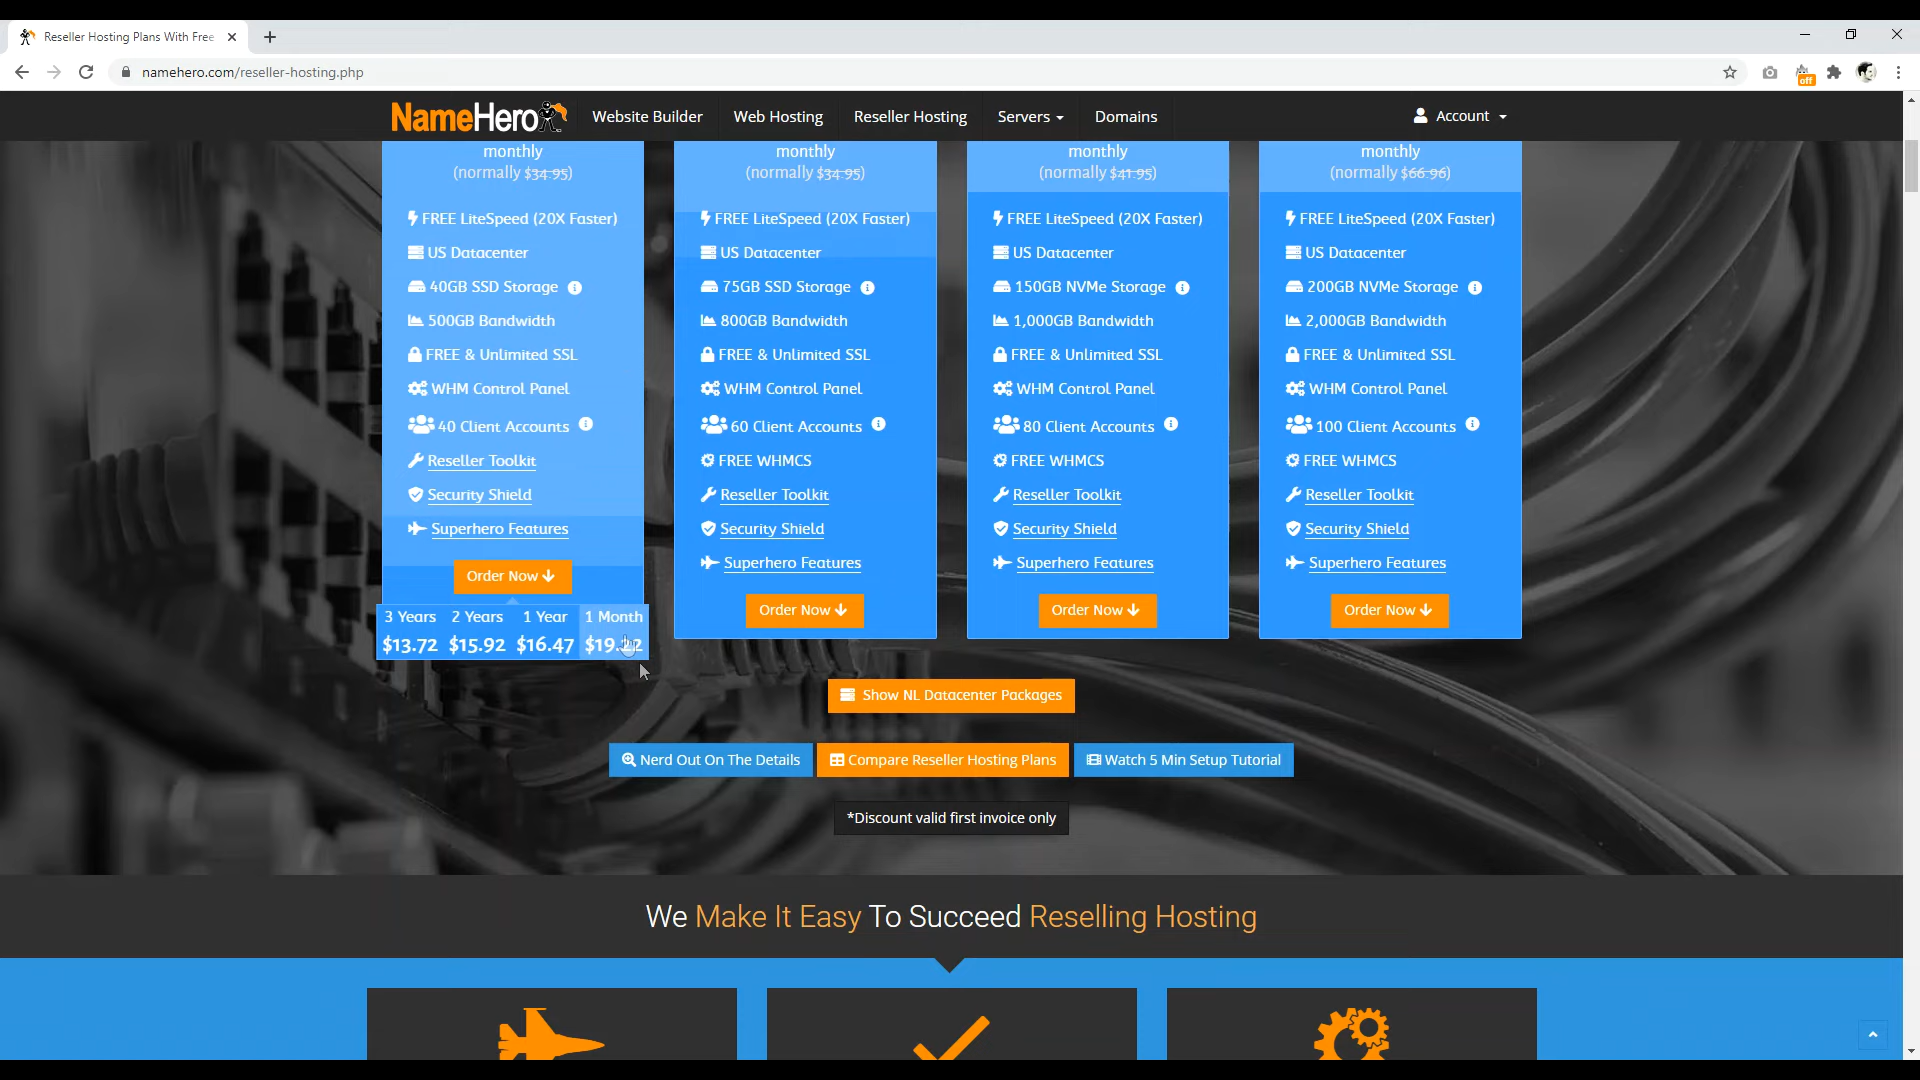 Reseller Hosting Plans With Free
namehero.com/reseller-hosting.php
off
NameHero
Website Builder
Web Hosting
Reseller Hosting
Servers
Domains
Account
monthly
(normally $34.95)
FREE LiteSpeed (20X Faster)
US Datacenter
40GB SSD Storage
500GB Bandwidth
FREE & Unlimited SSL
WHM Control Panel
40 Client Accounts
Reseller Toolkit
Security Shield
Superhero Features
Order Now
3 Years 2 Years 1 Year 1 Month
$13.72 $15.92 $16.47
monthly
(normally $34.95)
FREE LiteSpeed (20X Faster)
US Datacenter
75GB SSD Storage
800GB Bandwidth
FREE & Unlimited SSL
WHM Control Panel
60 Client Accounts
FREE WHMCS
Reseller Toolkit
Security Shield
Superhero Features
Order Now
monthly
(normally $41.95)
FREE LiteSpeed (20X Faster)
US Datacenter
150GB NVMe Storage
1,000GB Bandwidth
FREE & Unlimited SSL
WHM Control Panel
80 Client Accounts
FREE WHMCS
Reseller Toolkit
Security Shield
Superhero Features
Order Now
monthly
(normally $66.96)
FREE LiteSpeed (20X Faster)
US Datacenter
200GB NVMe Storage
2,000GB Bandwidth
FREE & Unlimited SSL
WHM Control Panel
100 Client Accounts
FREE WHMCS
Reseller Toolkit
Security Shield
Superhero Features
Order Now
Show NL Datacenter Packages
Nerd Out On The Details
Compare Reseller Hosting Plans
Watch 5 Min Setup Tutorial
*Discount valid first invoice only
We Make It Easy To Succeed Reselling Hosting